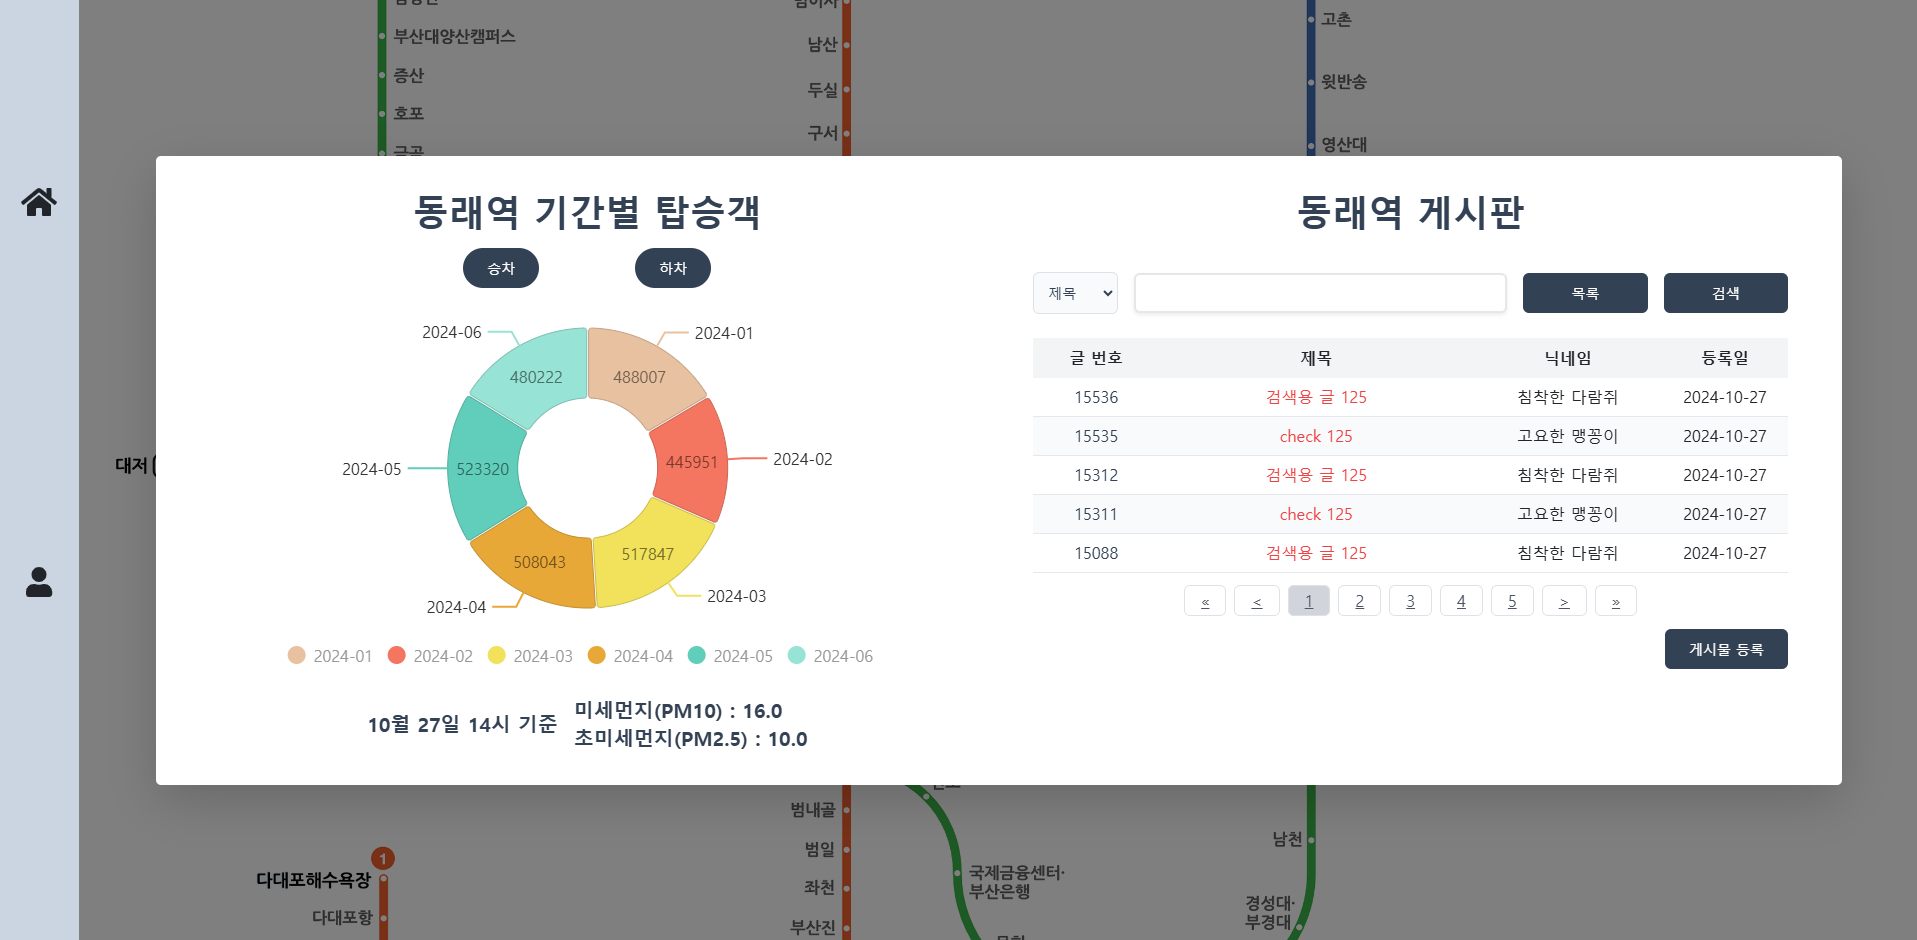 부산대양산캠퍼스
증산
호포
남산
두실
구서
고촌
윗반송
영산대
동래역 기간별 탑승객
승차
하차
2024-06
2024-01
480222
488007
2024-05
523320
445951
2024-02
508043
517847
2024-04
2024-03
2024-01
2024-02
2024-03
2024-04
2024-05
2024-06
10월 27일 14시 기준
미세먼지(PM10) : 16.0
초미세먼지(PM2.5) : 10.0
동래역 게시판
제목
목록
검색
글 번호 제목 닉네임 등록일
15536 검색용 글 125 침착한 다람쥐 2024-10-27
15535 check 125 고요한 맹꽁이 2024-10-27
15312 검색용 글 125 침착한 다람쥐 2024-10-27
15311 check 125 고요한 맹꽁이 2024-10-27
15088 검색용 글 125 침착한 다람쥐 2024-10-27
« < 1 2 3 4 5 > »
게시물 등록
대저
1
다대포해수욕장
다대포항
범내골
범일
좌천
부산진
국제금융센터·
부산은행
남천
경성대·
부경대